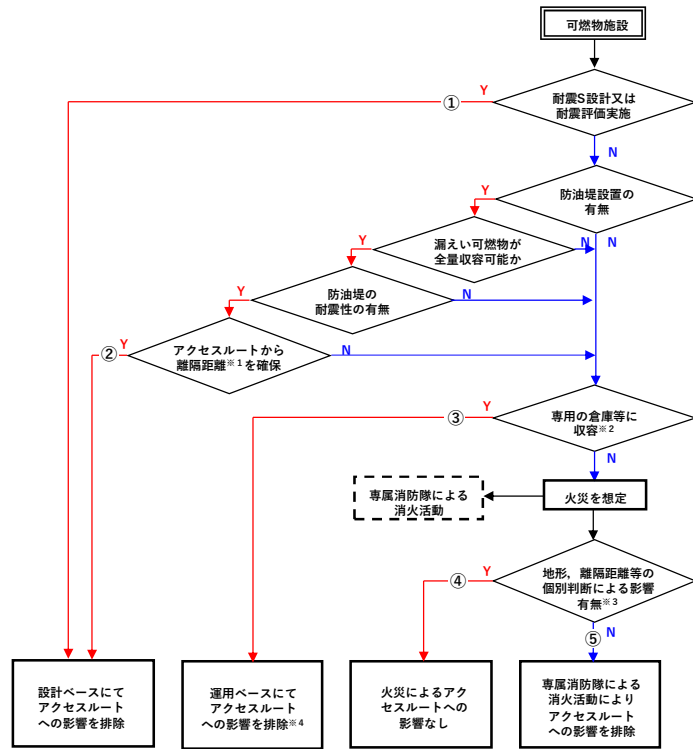 可燃物施設
Y
①
耐震S設計又は
耐震評価実施
N
Y
防油堤設置の
有無
Y
漏えい可燃物が
全量収容可能か
N
N
Y
防油堤の
耐震性の有無
N
②
Y
アクセスルートから
離隔距離※1を確保
N
③
Y
専用の倉庫等に
収容※2
N
専属消防隊による
消火活動
火災を想定
④
Y
地形，離隔距離等の
個別判断による影響
有無※3
⑤
N
設計ベースにて
アクセスルート
への影響を排除
運用ベースにて
アクセスルート
への影響を排除※4
火災によるアク
セスルートへの
影響なし
専属消防隊による
消火活動により
アクセスルート
への影響を排除